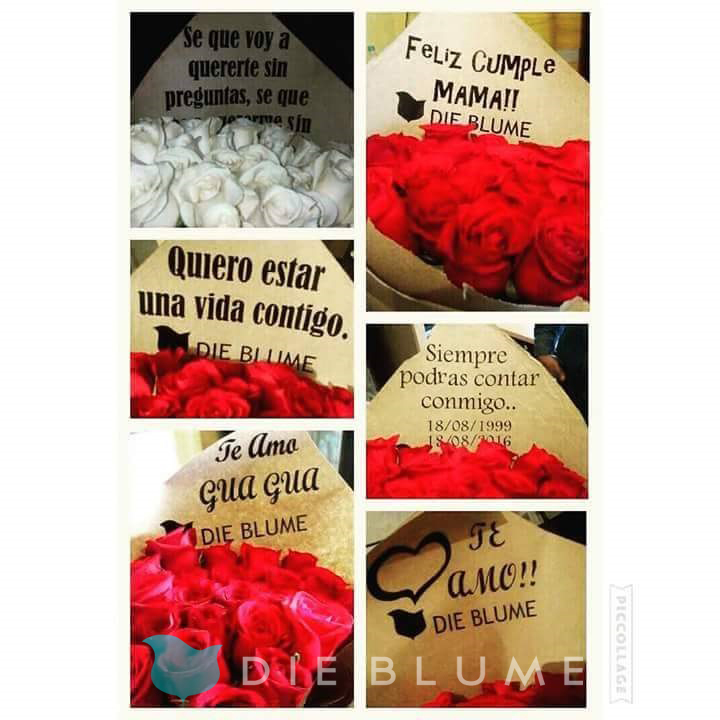 Se que voy a
quererte sin
preguntas, se que
sin
Quiero estar
una vida contigo.
DIE BLUME
Te Amo
GUA GUA
DIE BLUME
FELIZ CUMPLE
MAMA!!
DIE BLUME
Siempre
podras contar
conmigo..
18/08/1999
18/08/2016
TE
AMO!!
DIE BLUME
DIE BLUME
PICCOLLAGE